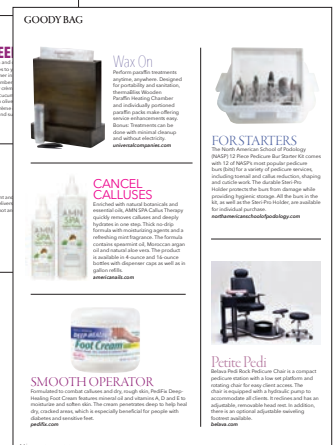 GOODY BAG
Wax On
Perform paraffin treatments
anytime, anywhere. Designed
for portability and sanitation,
thermaBliss Wooden
Paraffin Heating Chamber
and individually portioned
paraffin packs make offering
service enhancements easy.
Bonus: Treatments can be
done with minimal cleanup
and without electricity.
universalcompanies.com
CANCEL
CALLUSES
Enriched with natural botanicals and
essential oils, AMN SPA Callus Therapy
quickly removes calluses and deeply
hydrates in one step. Thick no-drip
formula with moisturizing agents and a
refreshing mint fragrance. The formula
contains spearmint oil, Moroccan argan
oil and natural aloe vera. The product
is available in 4-ounce and 16-ounce
bottles with dispenser caps as well as in
gallon refills.
americanails.com
AMN
AMN
Foot Cream
SMOOTH OPERATOR
Formulated to combat calluses and dry, rough skin, PediFix Deep-
Healing Foot Cream features mineral oil and vitamins A, D and E to
moisturize and soften skin. The cream penetrates deep to help heal
dry, cracked areas, which is especially beneficial for people with
diabetes and sensitive feet.
pedifix.com
FOR STARTERS
The North American School of Podology
(NASP) 12 Piece Pedicure Bur Starter Kit comes
with 12 of NASP's most popular pedicure
burs (bits) for a variety of pedicure services,
including toenail and callus reduction, shaping
and cuticle work. The durable Steri-Pro
Holder protects the burs from damage while
providing hygienic storage. All the burs in the
kit, as well as the Steri-Pro Holder, are available
for individual purchase.
northamericanschoolofpodology.com
Petite Pedi
Belava Pedi Rock Pedicure Chair is a compact
pedicure station with a low set platform and
rotating chair for easy client access. The
chair is equipped with a hydraulic pump to
accommodate all clients. It reclines and has an
adjustable, removable head rest. In addition,
there is an optional adjustable swiveling
footrest available.
belava.com